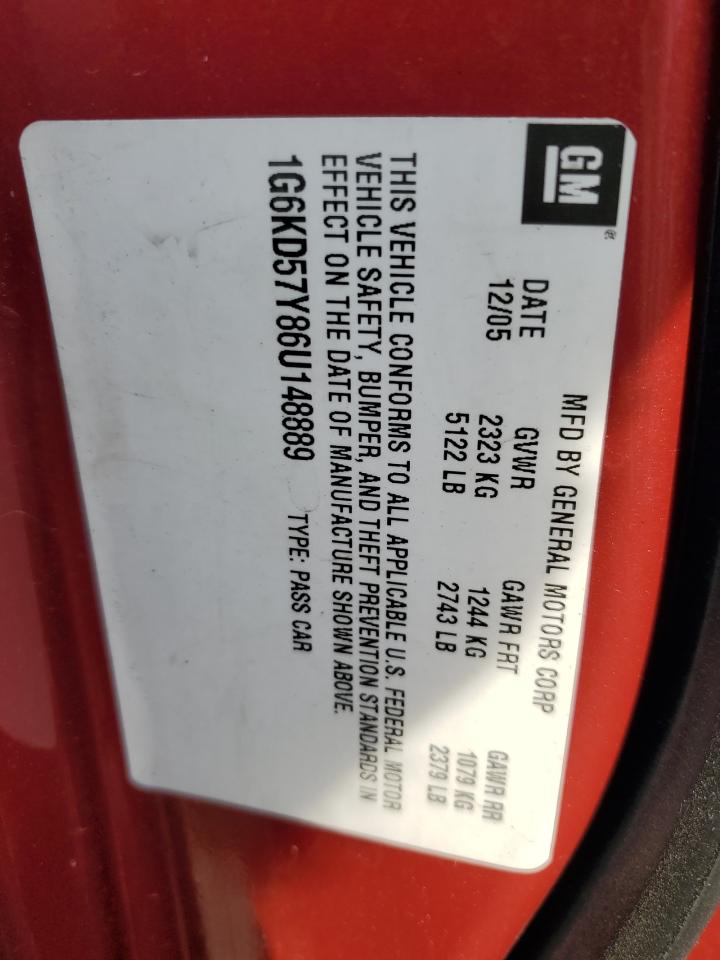 GM
MFD BY GENERAL MOTORS CORP
DATE GVWR GAWR FRT GAWR RR
12/05 2323 KG 1244 KG 1079 KG
5122 LB 2743 LB 2379 LB
THIS VEHICLE CONFORMS TO ALL APPLICABLE U.S. FEDERAL MOTOR
VEHICLE SAFETY, BUMPER, AND THEFT PREVENTION STANDARDS IN
EFFECT ON THE DATE OF MANUFACTURE SHOWN ABOVE.
1G6KD57Y86U148889 TYPE: PASS CAR